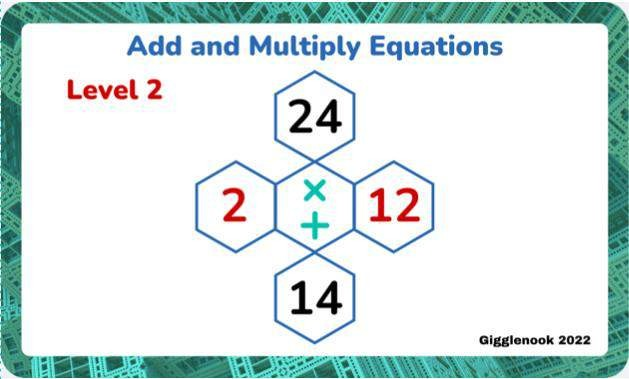 Add and Multiply Equations
Level 2
24
×
2 12
+
14
Gigglenook 2022